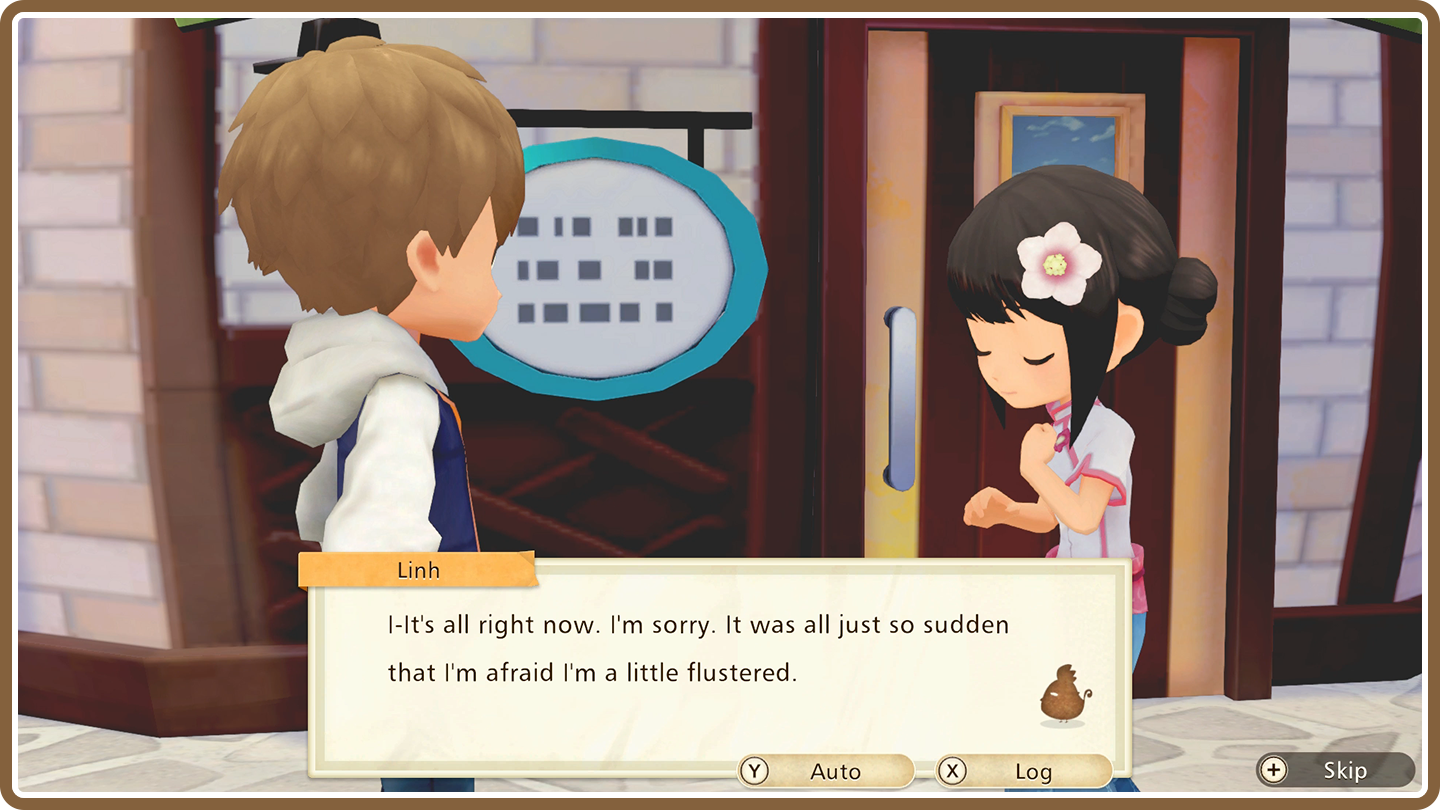 Linh
I-It's all right now. I'm sorry. It was all just so sudden
that I'm afraid I'm a little flustered.
Y Auto
X Log
+ Skip